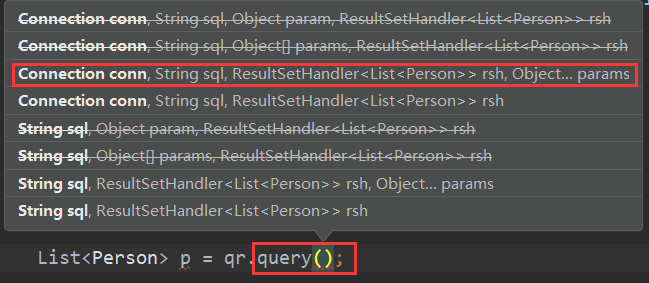 Connection conn, String sql, Object param, ResultSetHandler<List<Person>> rsh
Connection conn, String sql, Object[] params, ResultSetHandler<List<Person>> rsh
Connection conn, String sql, ResultSetHandler<List<Person>> rsh, Object... params
Connection conn, String sql, ResultSetHandler<List<Person>> rsh
String sql, Object param, ResultSetHandler<List<Person>> rsh
String sql, Object[] params, ResultSetHandler<List<Person>> rsh
String sql, ResultSetHandler<List<Person>> rsh, Object... params
String sql, ResultSetHandler<List<Person>> rsh
List<Person> p = qr.query();